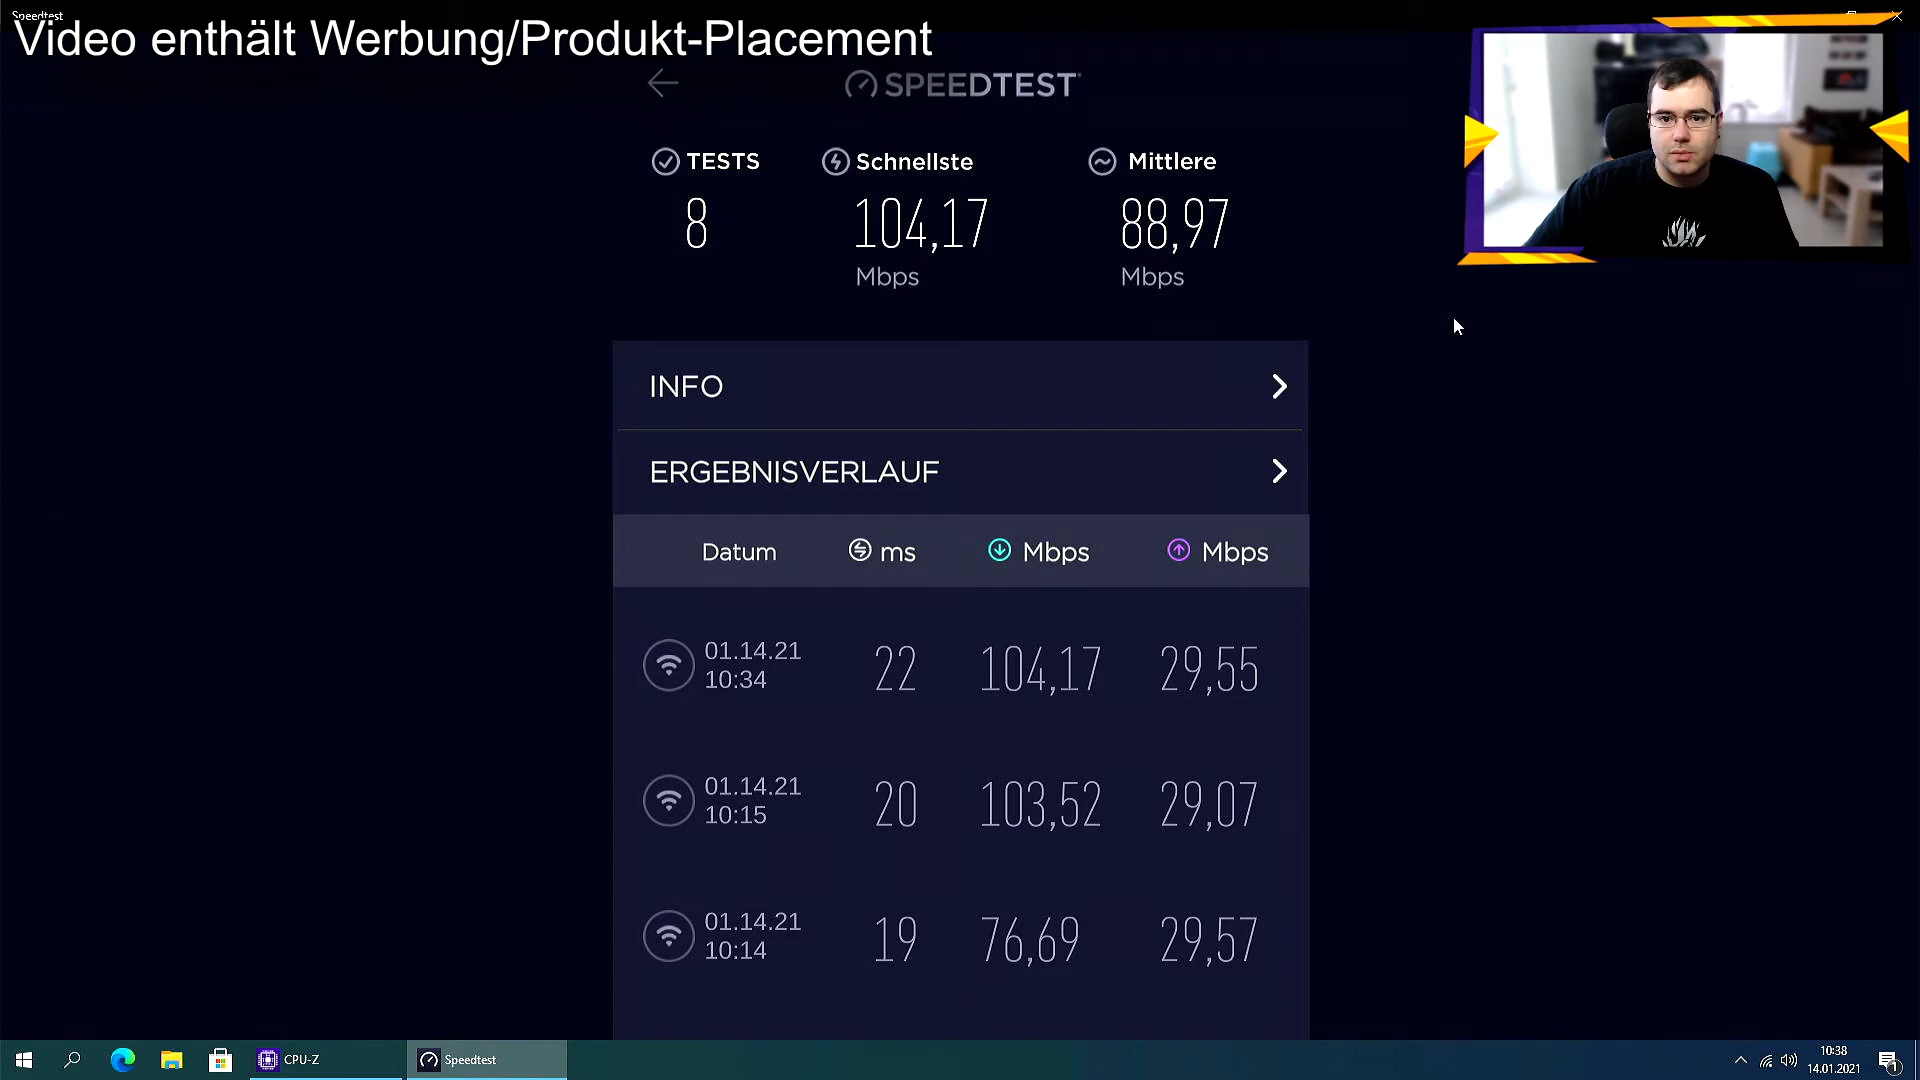 Speedtest
Video enthält Werbung/Produkt-Placement
SPEEDTEST
TESTS Schnellste Mittlere
8 104,17 88,97
Mbps Mbps
INFO
ERGEBNISVERLAUF
Datum ms Mbps Mbps
01.14.21
10:34
22 104,17 29,55
01.14.21
10:15
20 103,52 29,07
01.14.21
10:14
19 76,69 29,57
CPU-Z Speedtest
10:38
14.01.2021
1